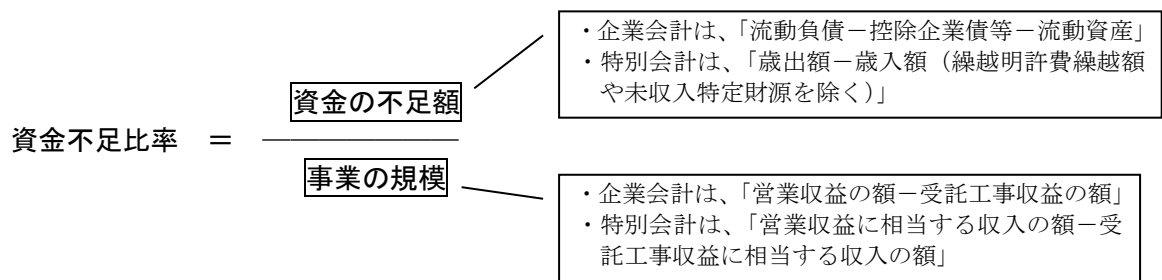 ・企業会計は、「流動負債－控除企業債等－流動資産」
・特別会計は、「歳出額－歳入額（繰越明許費繰越額
や未収入特定財源を除く）」
資金の不足額
資金不足比率 ＝
事業の規模
・企業会計は、「営業収益の額－受託工事収益の額」
・特別会計は、「営業収益に相当する収入の額－受
託工事収益に相当する収入の額」